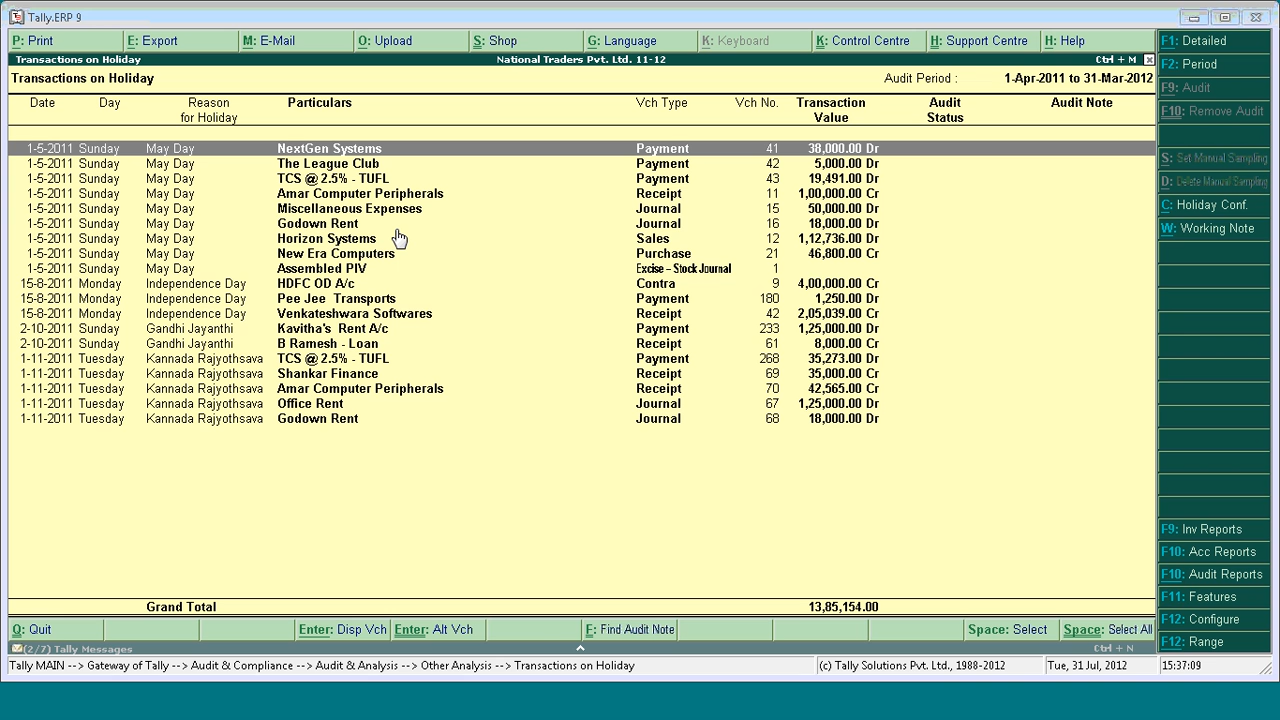 Tally.ERP 9
P: Print E: Export M: E-Mail O: Upload S: Shop G: Language K: Keyboard K: Control Centre H: Support Centre H: Help
Transactions on Holiday National Traders Pvt. Ltd. 11-12 Ctrl + M
Transactions on Holiday Audit Period : 1-Apr-2011 to 31-Mar-2012
Date Day Reason for Holiday Particulars Vch Type Vch No. Transaction Value Audit Status Audit Note
1-5-2011 Sunday May Day NextGen Systems Payment 41 38,000.00 Dr
1-5-2011 Sunday May Day The League Club Payment 42 5,000.00 Dr
1-5-2011 Sunday May Day TCS @ 2.5% - TUFL Payment 43 19,491.00 Dr
1-5-2011 Sunday May Day Amar Computer Peripherals Receipt 11 1,00,000.00 Cr
1-5-2011 Sunday May Day Miscellaneous Expenses Journal 15 50,000.00 Dr
1-5-2011 Sunday May Day Godown Rent Journal 16 18,000.00 Dr
1-5-2011 Sunday May Day Horizon Systems Sales 12 1,12,736.00 Dr
1-5-2011 Sunday May Day New Era Computers Purchase 21 46,800.00 Dr
1-5-2011 Sunday May Day Assembled PIV Excise – Stock Journal 1
15-8-2011 Monday Independence Day HDFC OD A/c Contra 9 4,00,000.00 Dr
15-8-2011 Monday Independence Day Pee Jee Transports Payment 180 1,250.00 Dr
15-8-2011 Monday Independence Day Venkateshwara Softwares Receipt 42 2,05,039.00 Dr
2-10-2011 Sunday Gandhi Jayanthi Kavitha's Rent A/c Payment 233 1,25,000.00 Dr
2-10-2011 Sunday Gandhi Jayanthi B Ramesh - Loan Receipt 61 8,000.00 Cr
1-11-2011 Tuesday Kannada Rajyothsava TCS @ 2.5% - TUFL Payment 268 35,273.00 Dr
1-11-2011 Tuesday Kannada Rajyothsava Shankar Finance Receipt 69 35,000.00 Cr
1-11-2011 Tuesday Kannada Rajyothsava Amar Computer Peripherals Receipt 70 42,565.00 Cr
1-11-2011 Tuesday Kannada Rajyothsava Office Rent Journal 67 1,25,000.00 Dr
1-11-2011 Tuesday Kannada Rajyothsava Godown Rent Journal 68 18,000.00 Dr
Grand Total 13,85,154.00
Q: Quit Enter: Disp Vch Enter: Alt Vch F: Find Audit Note Space: Select Space: Select All
(2/7) Tally Messages Ctrl + N
Tally MAIN --> Gateway of Tally --> Audit & Compliance --> Audit & Analysis --> Other Analysis --> Transactions on Holiday (c) Tally Solutions Pvt. Ltd., 1988-2012 Tue, 31 Jul, 2012 15:37:09
F1: Detailed
F2: Period
F9: Audit
F10: Remove Audit
S: Set Manual Sampling
D: Delete Manual Sampling
C: Holiday Conf.
W: Working Note
F9: Inv Reports
F10: Acc Reports
F10: Audit Reports
F11: Features
F12: Configure
F12: Range